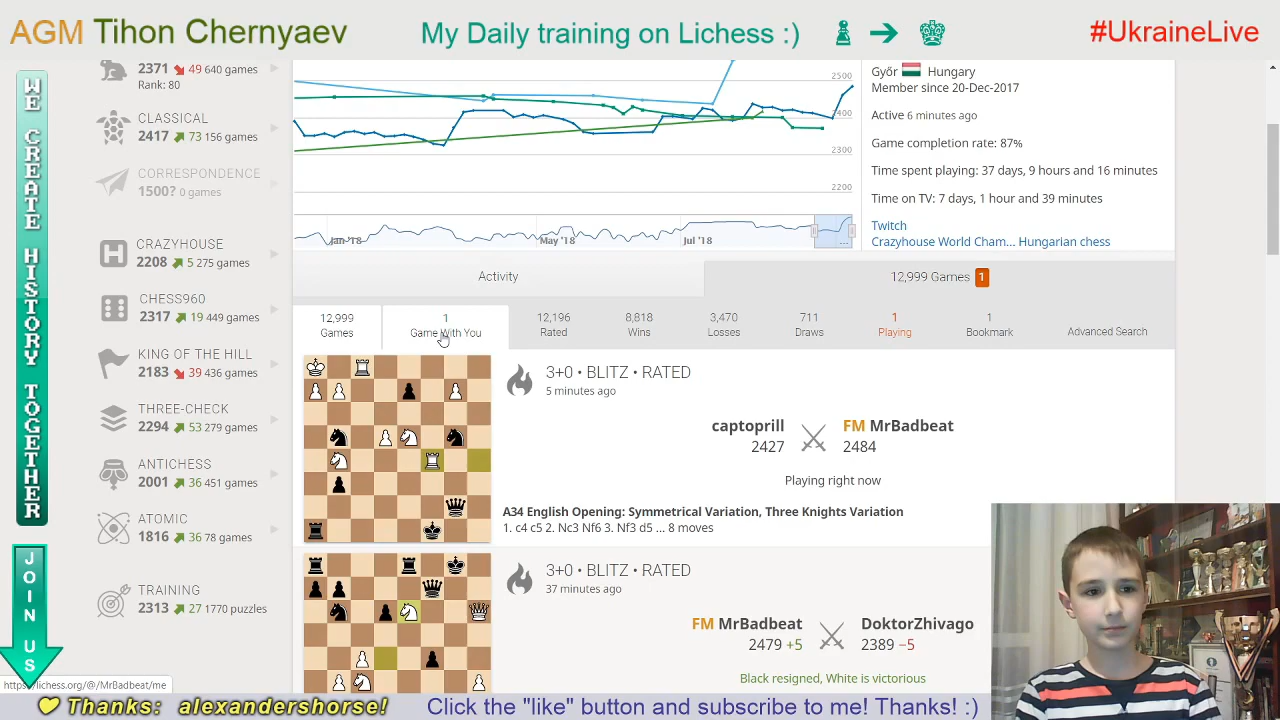 AGM Tihon Chernyaev
My Daily training on Lichess :)
#UkraineLive
WE CREATE HISTORY TOGETHER
JOIN US
2371 49 640 games
Rank: 80
CLASSICAL
2417 73 156 games
CORRESPONDENCE
1500? 0 games
CRAZYHOUSE
2208 5 275 games
CHESS960
2317 19 449 games
KING OF THE HILL
2183 39 436 games
THREE-CHECK
2294 53 279 games
ANTICHESS
2001 36 451 games
ATOMIC
1816 36 78 games
TRAINING
2313 27 1770 puzzles
2500
2400
2300
2200
Jan '18
May '18
Jul '18
...
Győr Hungary
Member since 20-Dec-2017
Active 6 minutes ago
Game completion rate: 87%
Time spent playing: 37 days, 9 hours and 16 minutes
Time on TV: 7 days, 1 hour and 39 minutes
Twitch
Crazyhouse World Cham... Hungarian chess
Activity
12,999 Games 1
12,999 Games
1 Game With You
12,196 Rated
8,818 Wins
3,470 Losses
711 Draws
1 Playing
1 Bookmark
Advanced Search
3+0 • BLITZ • RATED
5 minutes ago
captoprill FM MrBadbeat
2427 2484
Playing right now
A34 English Opening: Symmetrical Variation, Three Knights Variation
1. c4 c5 2. Nc3 Nf6 3. Nf3 d5 ... 8 moves
3+0 • BLITZ • RATED
37 minutes ago
FM MrBadbeat DoktorZhivago
2479 +5 2389 −5
Black resigned, White is victorious
https://lichess.org/@/MrBadbeat/me
Thanks: alexandershorse!
Click the "like" button and subscribe to me! Thanks! :)